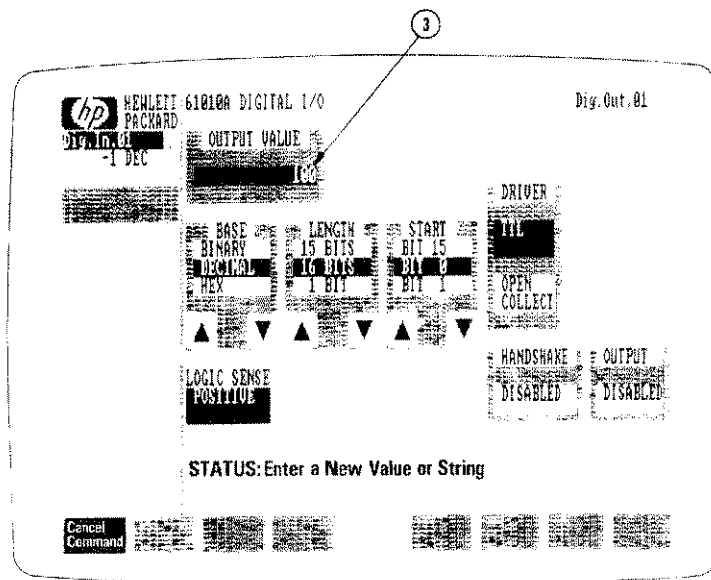 3
hp HEWLETT 61010A DIGITAL I/O Dig.Out.01
PACKARD
Dig.In.01
-1 DEC
OUTPUT VALUE
100
DRIVER
TTL
OPEN
COLLECT
BASE
BINARY
DECIMAL
HEX
LENGTH
15 BITS
16 BITS
1 BIT
START
BIT 15
BIT 0
BIT 1
▲ ▼ ▲ ▼ ▲ ▼
HANDSHAKE
DISABLED
OUTPUT
DISABLED
LOGIC SENSE
POSITIVE
STATUS: Enter a New Value or String
Cancel
Command